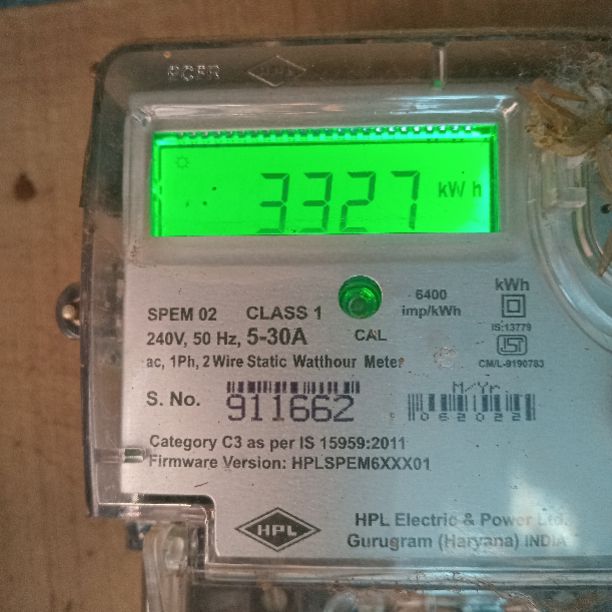 HPL
3327 kWh
SPEM 02 CLASS 1
240V, 50 Hz, 5-30A
ac, 1Ph, 2 Wire Static Watthour Meter
CAL
6400
imp/kWh
kWh
IS:13779
CM/L-9190783
S. No. 911662
M/Yr
062022
Category C3 as per IS 15959:2011
Firmware Version: HPLSPEM6XXX01
HPL
HPL Electric & Power Ltd.
Gurugram (Haryana) INDIA